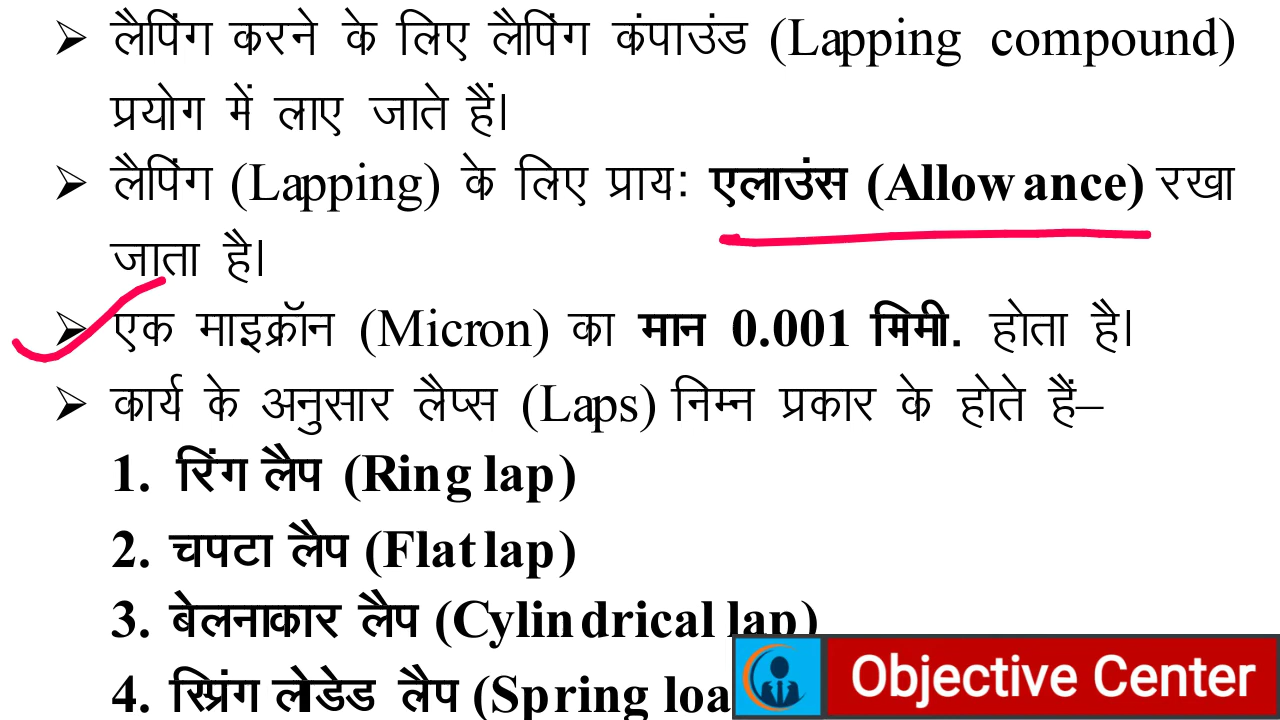 ➢ लैपिंग करने के लिए लैपिंग कंपाउंड (Lapping compound)
प्रयोग में लाए जाते हैं।
➢ लैपिंग (Lapping) के लिए प्रायः एलाउंस (Allowance) रखा
जाता है।
➢ एक माइक्रॉन (Micron) का मान 0.001 मिमी. होता है।
➢ कार्य के अनुसार लैप्स (Laps) निम्न प्रकार के होते हैं–
1. रिंग लैप (Ring lap)
2. चपटा लैप (Flat lap)
3. बेलनाकार लैप (Cylindrical lap)
4. स्प्रिंग लोडेड लैप (Spring loa
Objective Center